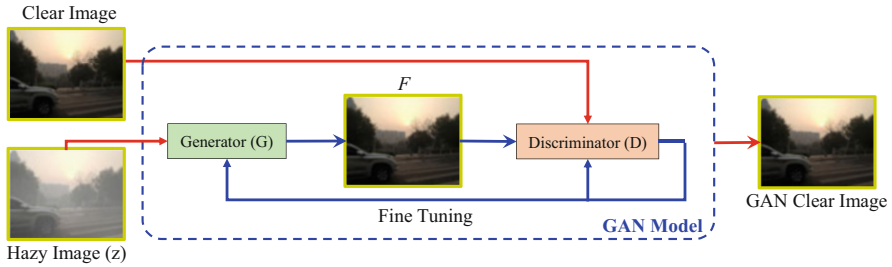 Clear Image
F
Generator (G)
Discriminator (D)
Fine Tuning
GAN Model
Hazy Image (z)
GAN Clear Image